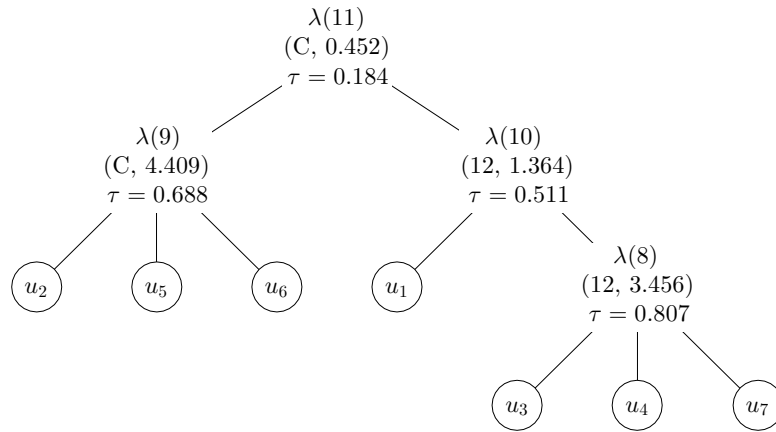 λ(11)
(C, 0.452)
τ = 0.184
λ(9)
(C, 4.409)
τ = 0.688
λ(10)
(12, 1.364)
τ = 0.511
u₂
u₅
u₆
u₁
λ(8)
(12, 3.456)
τ = 0.807
u₃
u₄
u₇